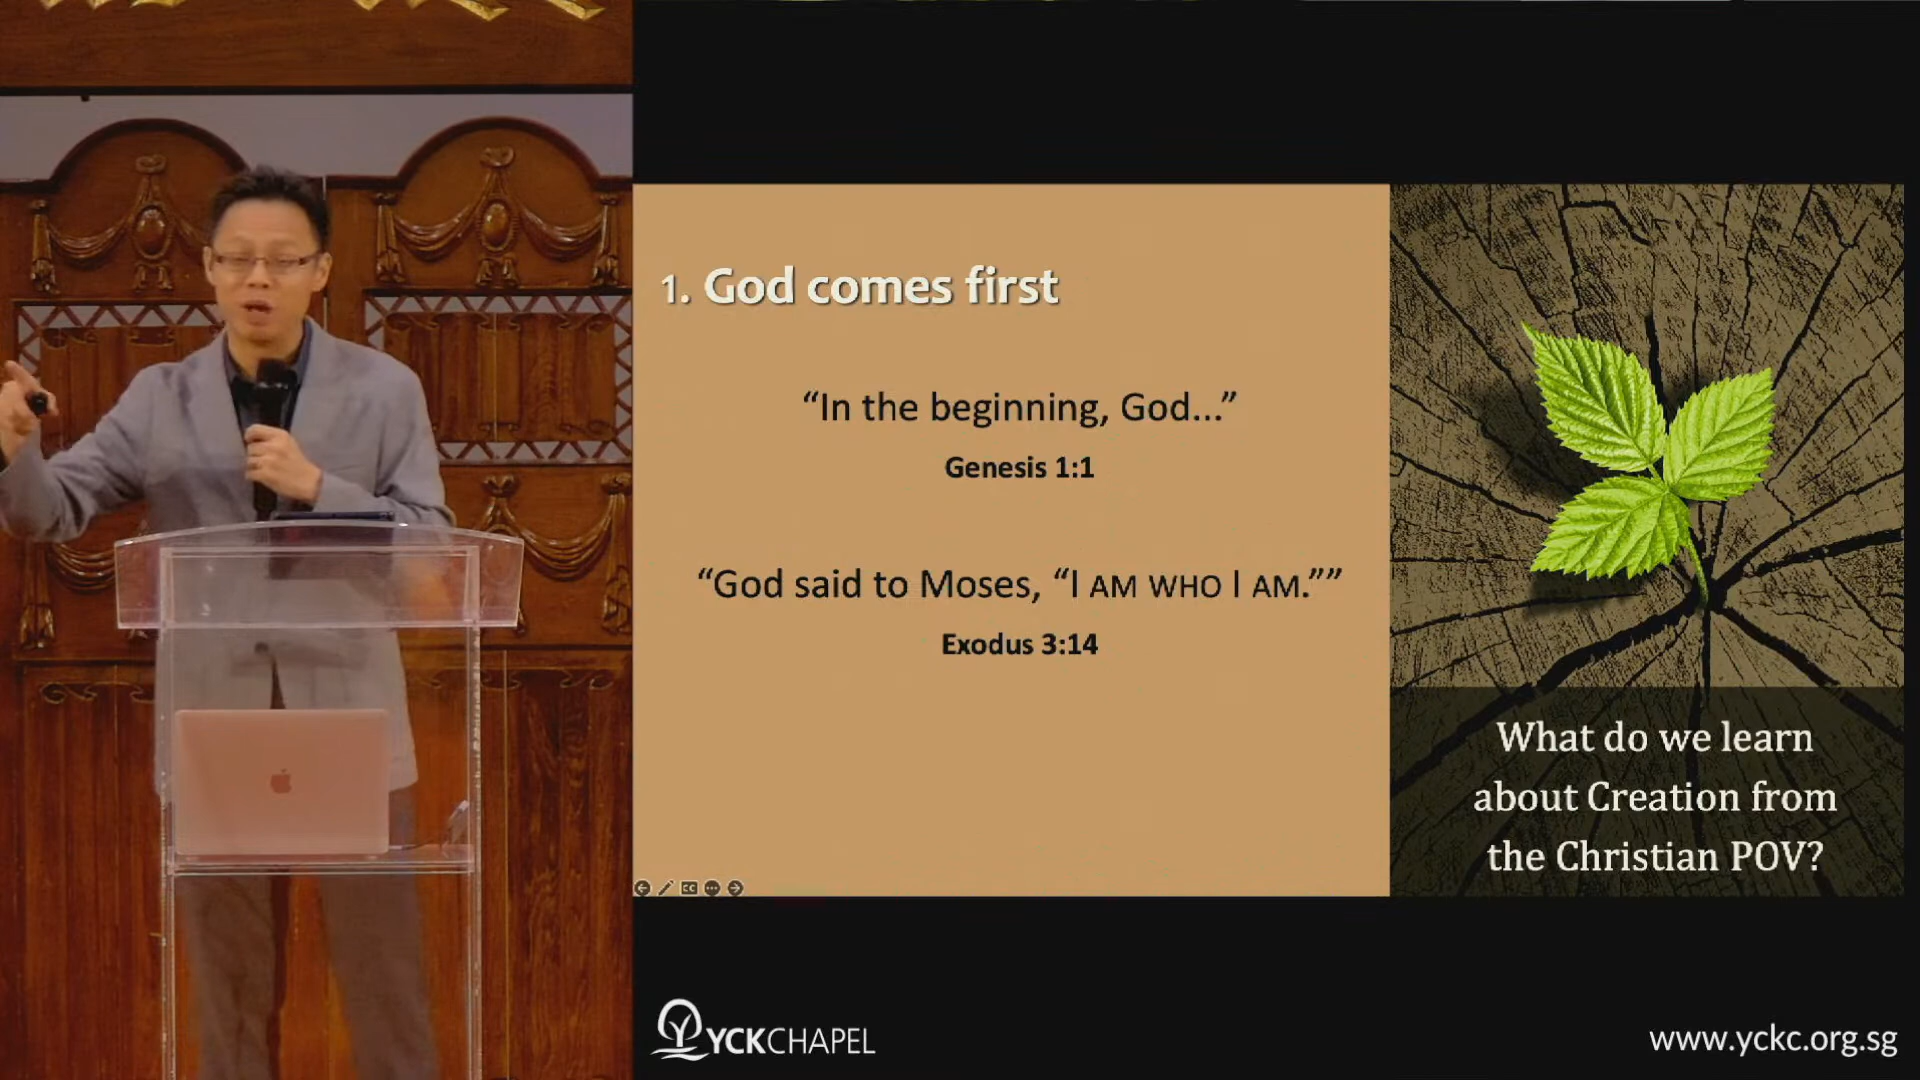 1. God comes first
“In the beginning, God...”
Genesis 1:1
“God said to Moses, “I AM WHO I AM.””
Exodus 3:14
What do we learn
about Creation from
the Christian POV?
YCKCHAPEL
www.yckc.org.sg